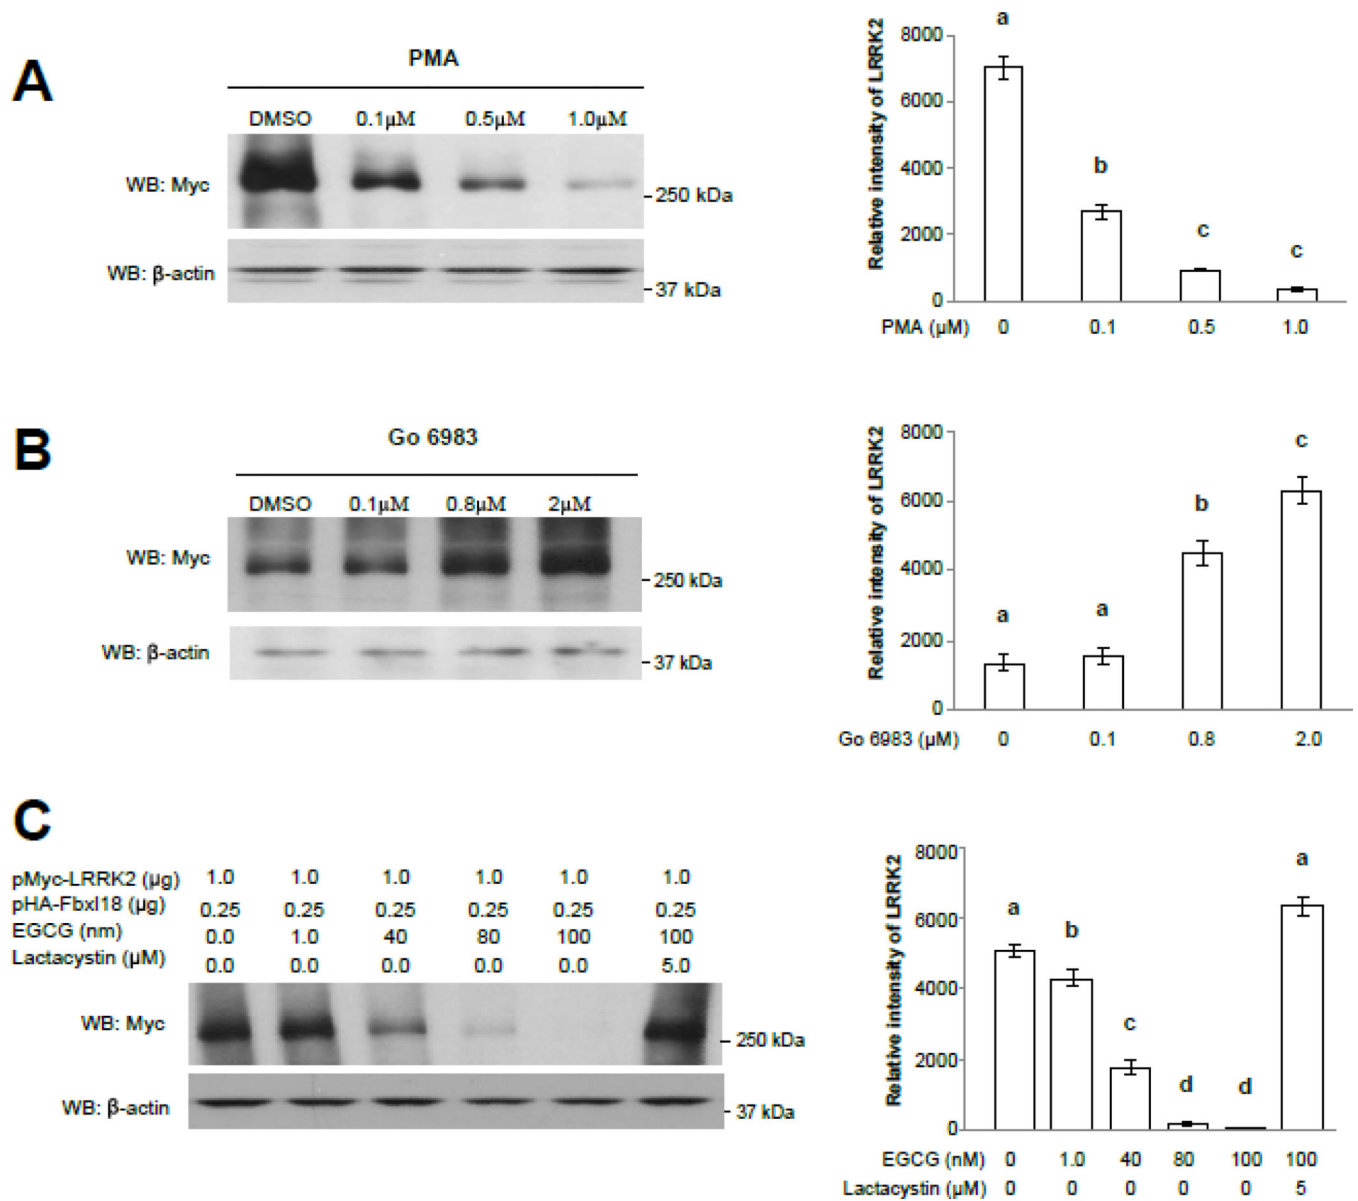 A
PMA
DMSO 0.1µM 0.5µM 1.0µM
WB: Myc
250 kDa
WB: β-actin
37 kDa
a
8000
6000
4000
2000
0
Relative intensity of LRRK2
b
c
c
PMA (µM) 0 0.1 0.5 1.0
B
Go 6983
DMSO 0.1µM 0.8µM 2µM
WB: Myc
250 kDa
WB: β-actin
37 kDa
8000
6000
4000
2000
0
Relative intensity of LRRK2
a
a
b
c
Go 6983 (µM) 0 0.1 0.8 2.0
C
pMyc-LRRK2 (µg) 1.0 1.0 1.0 1.0 1.0 1.0
pHA-Fbxl18 (µg) 0.25 0.25 0.25 0.25 0.25 0.25
EGCG (nm) 0.0 1.0 40 80 100 100
Lactacystin (µM) 0.0 0.0 0.0 0.0 0.0 5.0
WB: Myc
250 kDa
WB: β-actin
37 kDa
8000
6000
4000
2000
0
Relative intensity of LRRK2
a
b
c
d
d
a
EGCG (nM) 0 1.0 40 80 100 100
Lactacystin (µM) 0 0 0 0 0 5